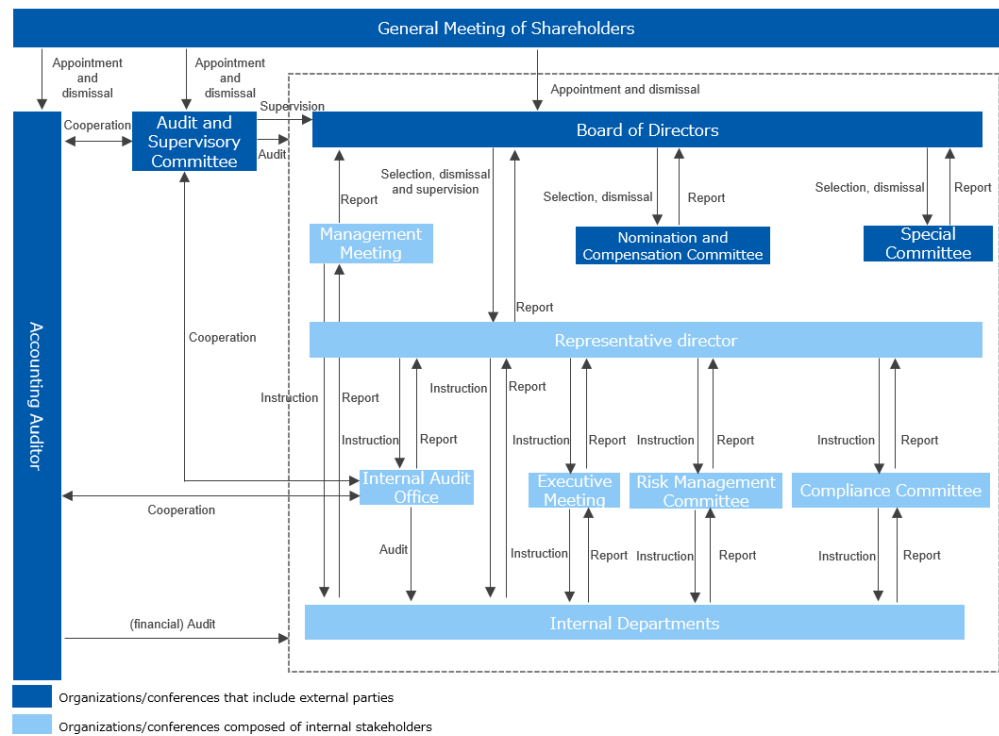 General Meeting of Shareholders
Appointment
and
dismissal
Appointment
and
dismissal
Appointment and dismissal
Supervision
Cooperation
Audit and
Supervisory
Committee
Audit
Board of Directors
Selection, dismissal
and supervision
Report
Report
Selection, dismissal
Report
Selection, dismissal
Report
Management
Meeting
Nomination and
Compensation Committee
Special
Committee
Accounting Auditor
Cooperation
Representative director
Instruction
Report
Instruction
Report
Instruction
Report
Instruction
Report
Instruction
Report
Instruction
Report
Internal Audit
Office
Executive
Meeting
Risk Management
Committee
Compliance Committee
Cooperation
Audit
Instruction
Report
Instruction
Report
Instruction
Report
(financial) Audit
Internal Departments
Organizations/conferences that include external parties
Organizations/conferences composed of internal stakeholders